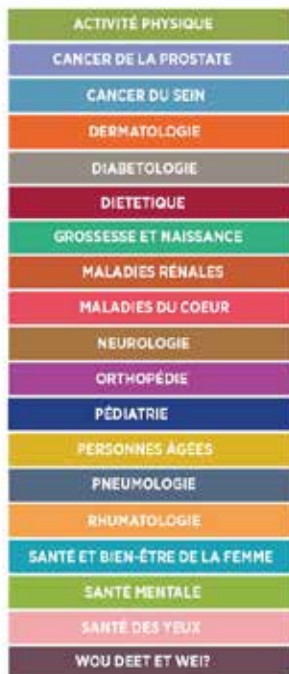 ACTIVITÉ PHYSIQUE
CANCER DE LA PROSTATE
CANCER DU SEIN
DERMATOLOGIE
DIABETOLOGIE
DIETETIQUE
GROSSESSE ET NAISSANCE
MALADIES RÉNALES
MALADIES DU COEUR
NEUROLOGIE
ORTHOPÉDIE
PÉDIATRIE
PERSONNES ÂGÉES
PNEUMOLOGIE
RHUMATOLOGIE
SANTÉ ET BIEN-ÊTRE DE LA FEMME
SANTÉ MENTALE
SANTÉ DES YEUX
WOU DEET ET WEI?